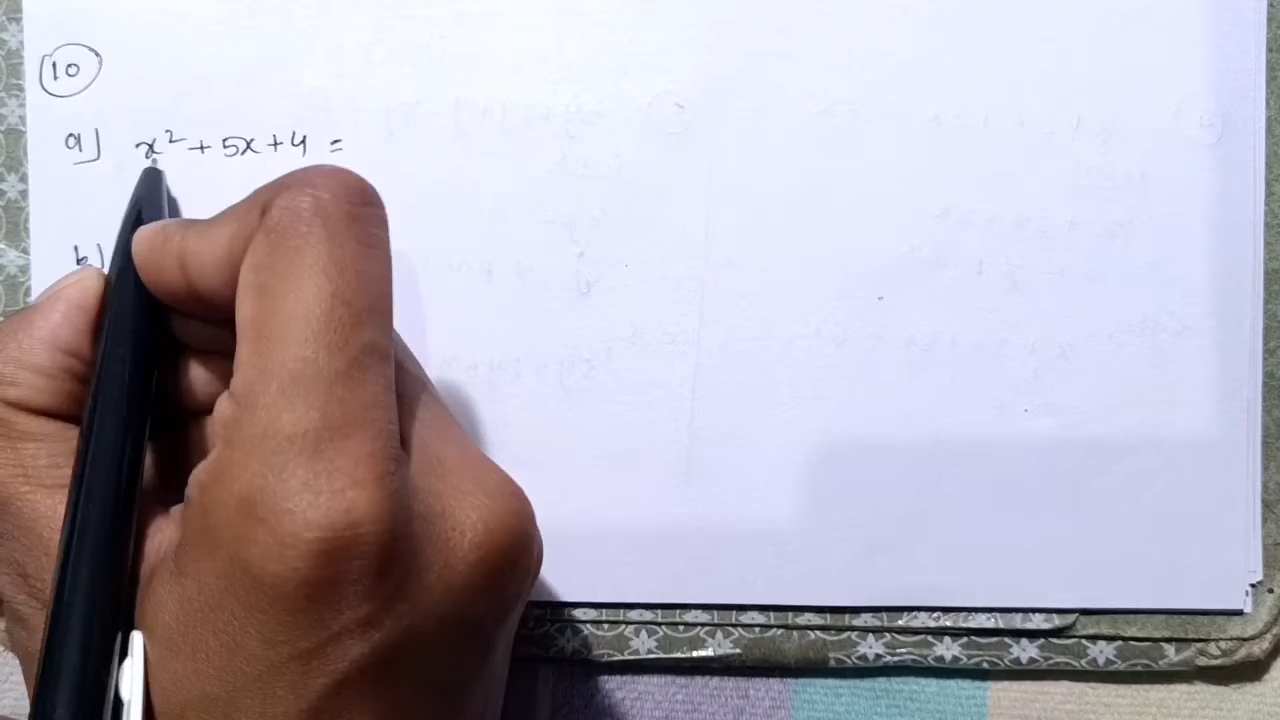 10
a] x² + 5x + 4 =
b]